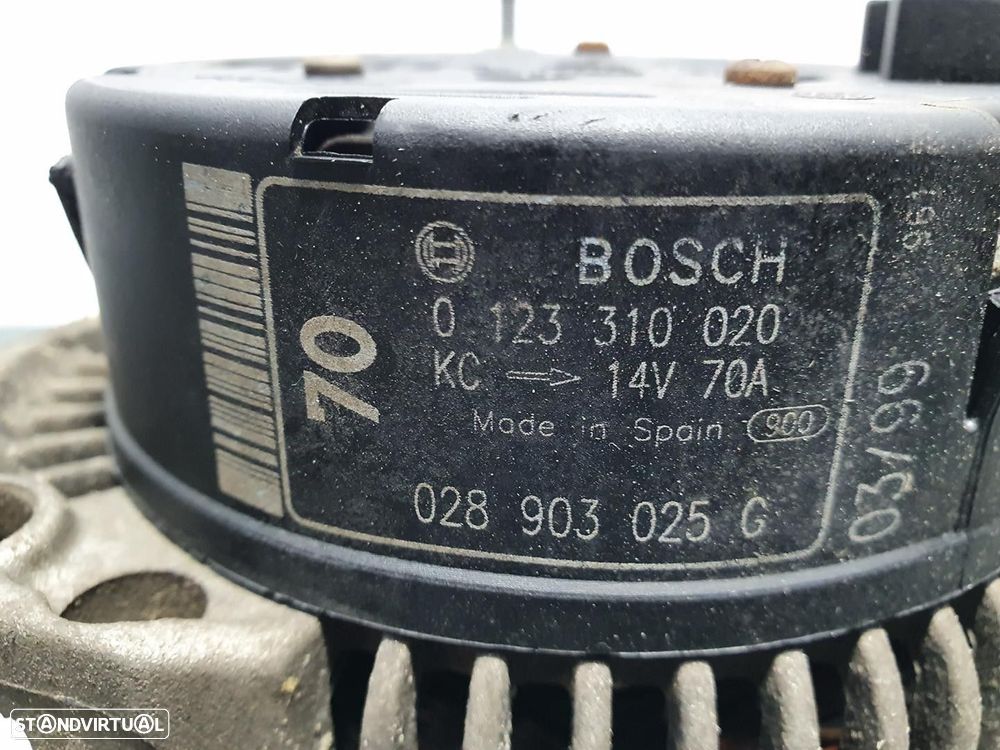 BOSCH
0 123 310 020
KC 14V 70A
Made in Spain 900
028 903 025 G
70
03/99
STANDVIRTUAL